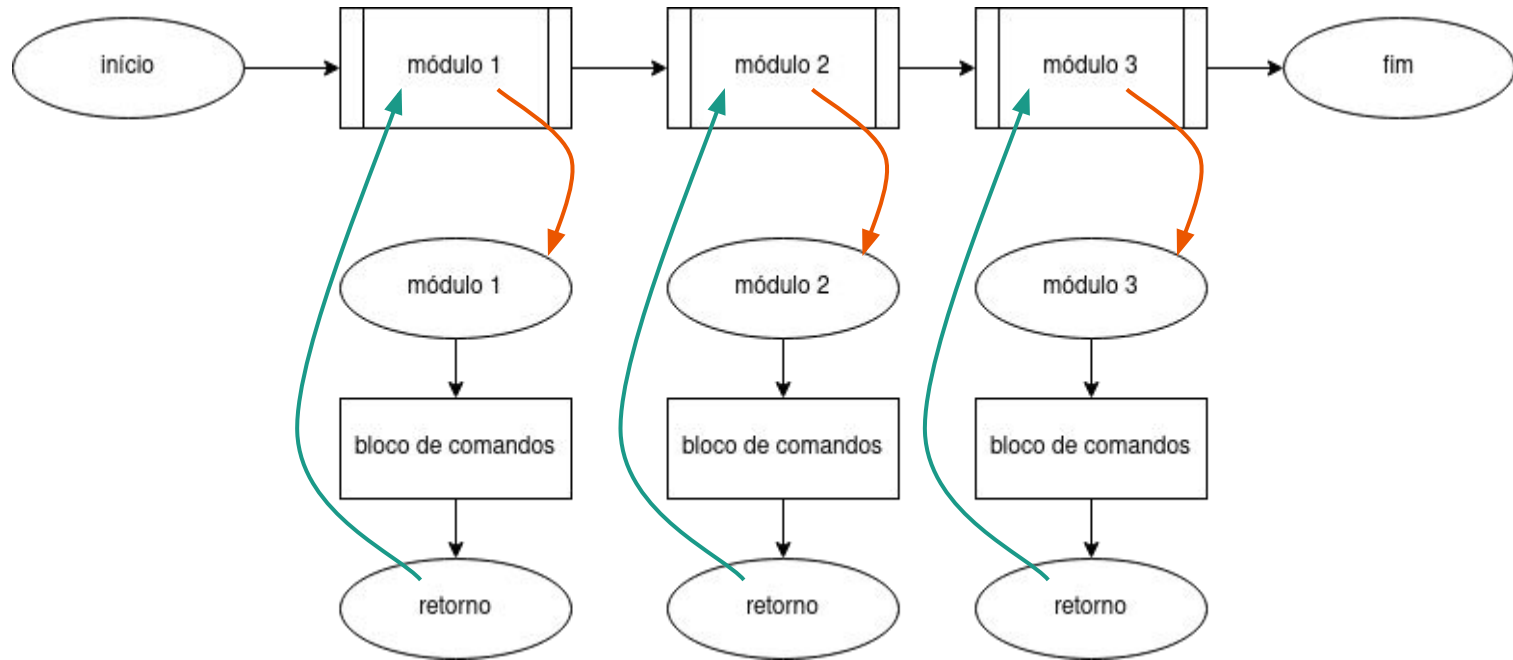 início
módulo 1
módulo 2
módulo 3
fim
módulo 1
módulo 2
módulo 3
bloco de comandos
bloco de comandos
bloco de comandos
retorno
retorno
retorno